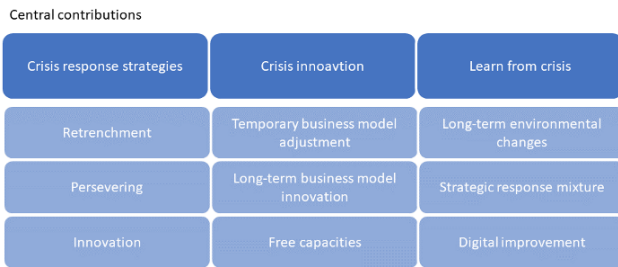 Central contributions
Crisis response strategies
Crisis innoavtion
Learn from crisis
Retrenchment
Temporary business model
adjustment
Long-term environmental
changes
Persevering
Long-term business model
innovation
Strategic response mixture
Innovation
Free capacities
Digital improvement